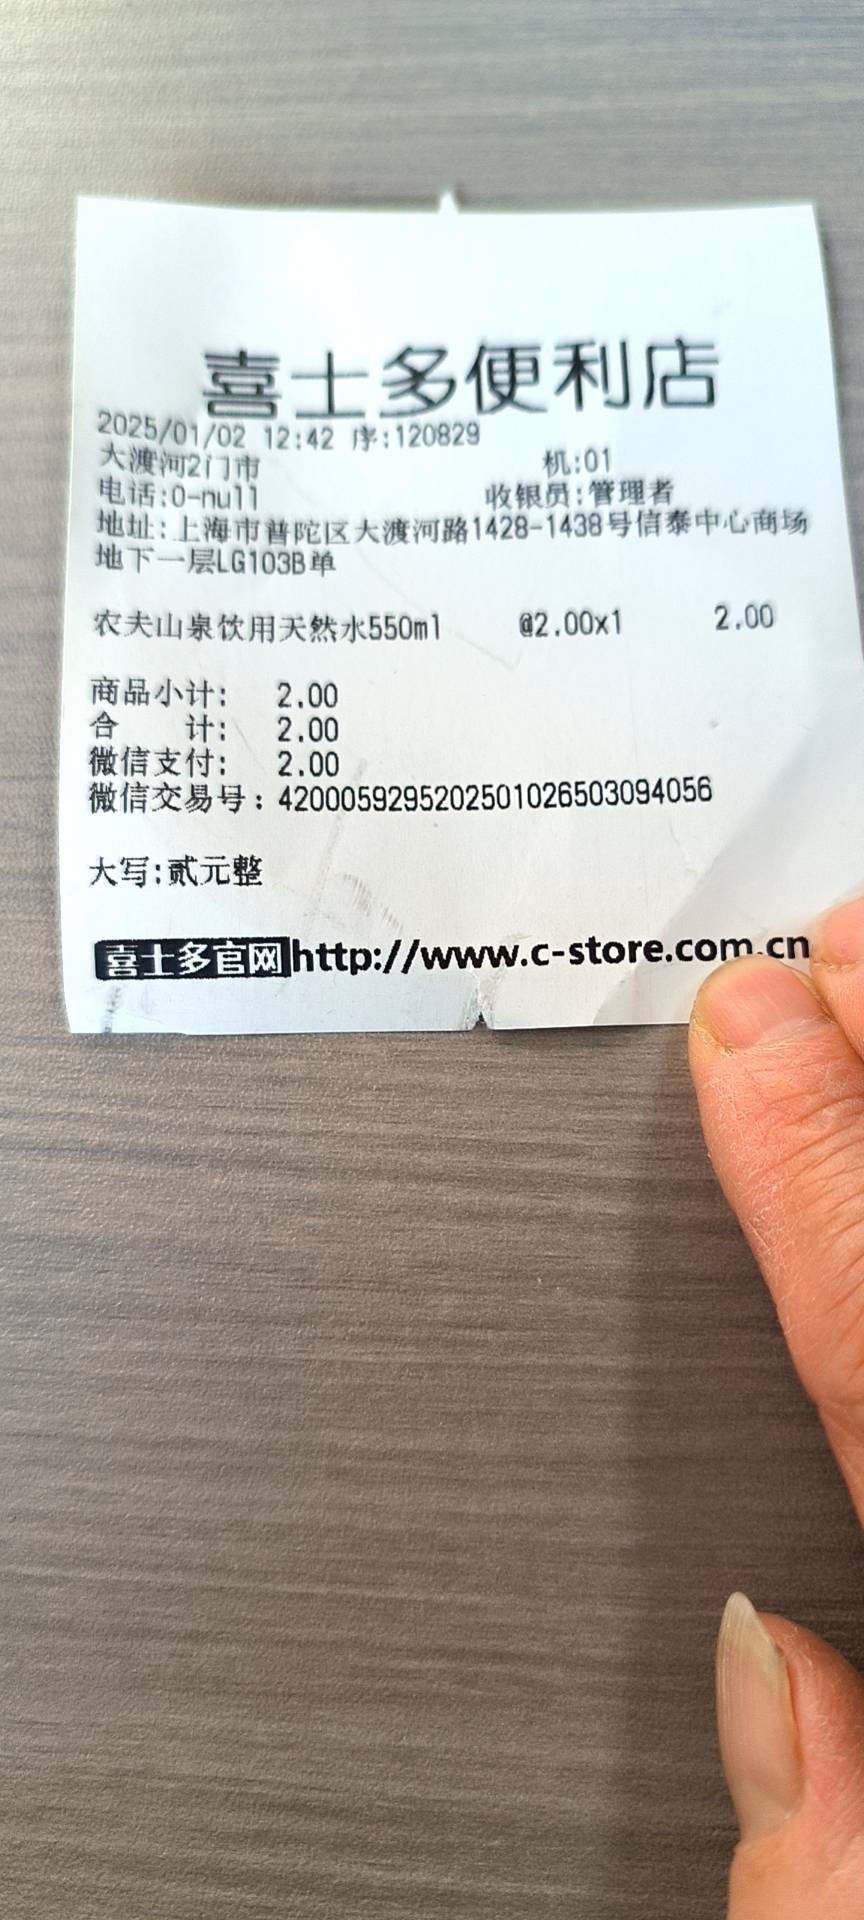 喜士多便利店
2025/01/02 12:42 序:120829
大渡河2门市 机:01
电话:0-null 收银员:管理者
地址:上海市普陀区大渡河路1428-1438号信泰中心商场
地下一层LG103B单
农夫山泉饮用天然水550ml @2.00x1 2.00
商品小计: 2.00
合 计: 2.00
微信支付: 2.00
微信交易号:4200059295202501026503094056
大写:贰元整
喜士多官网http://www.c-store.com.cn